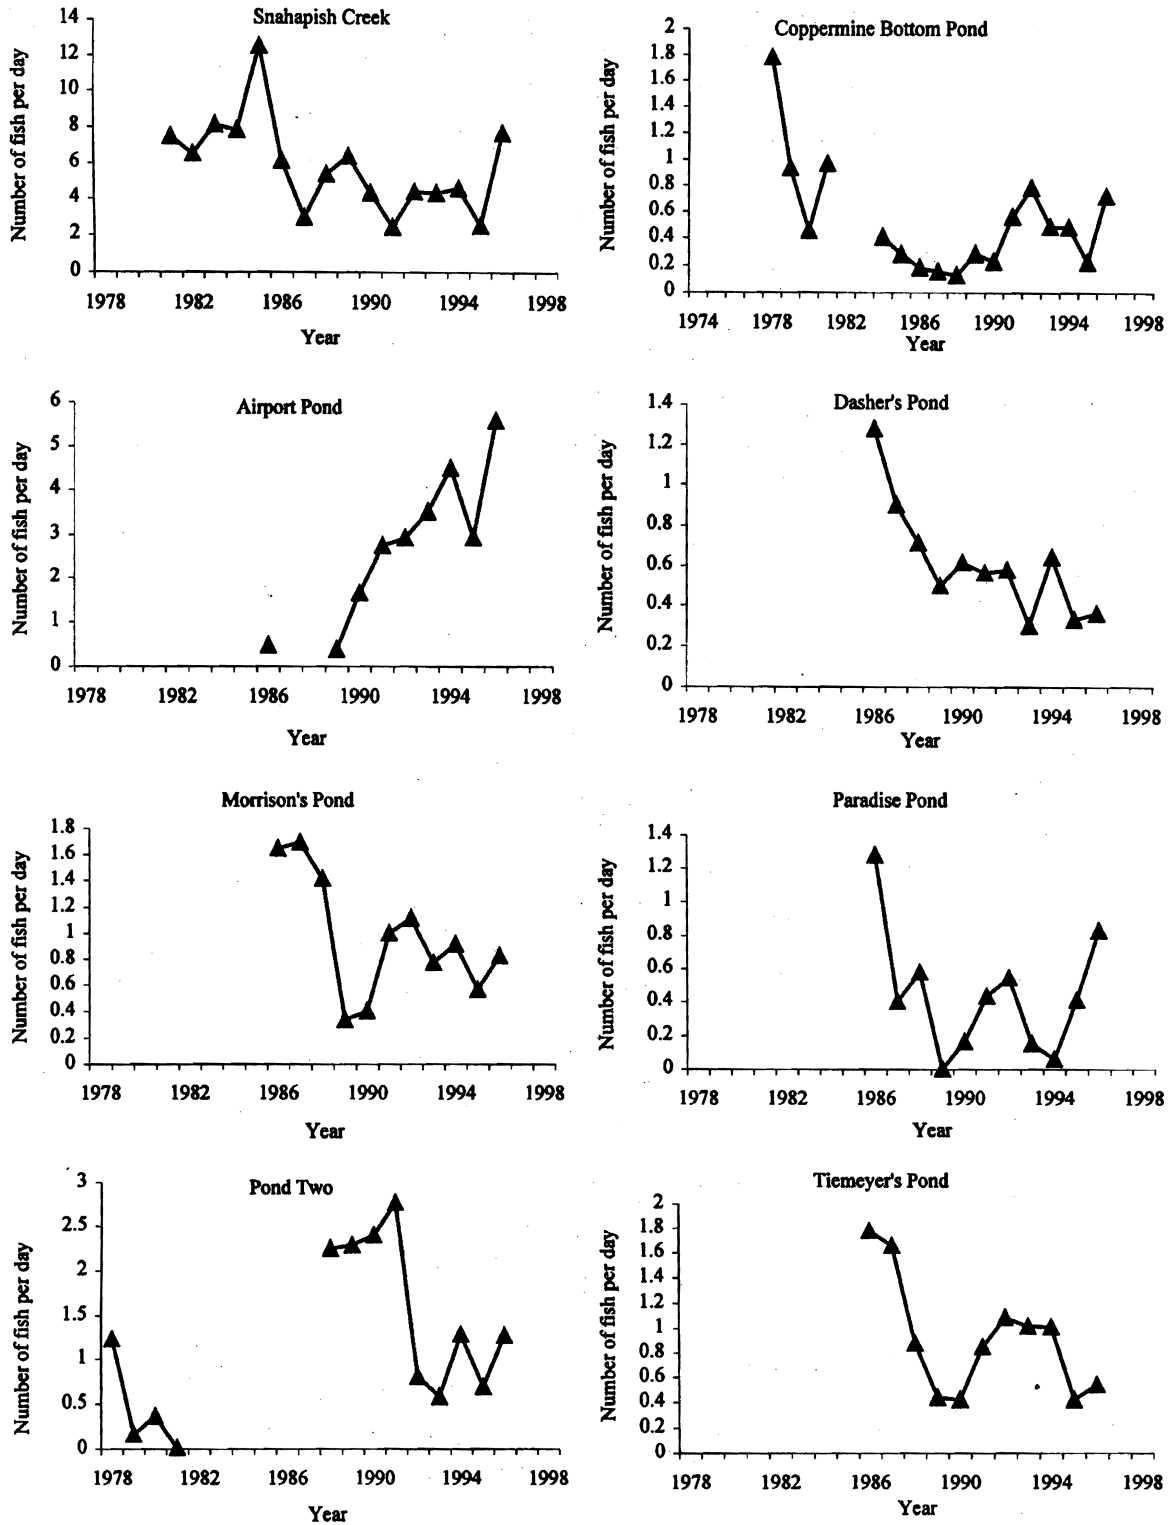 Snahapish Creek
Number of fish per day
14
12
10
8
6
4
2
0
1978 1982 1986 1990 1994 1998
Year
Coppermine Bottom Pond
Number of fish per day
2
1.8
1.6
1.4
1.2
1
0.8
0.6
0.4
0.2
0
1974 1978 1982 1986 1990 1994 1998
Year
Airport Pond
Number of fish per day
6
5
4
3
2
1
0
1978 1982 1986 1990 1994 1998
Year
Dasher's Pond
Number of fish per day
1.4
1.2
1
0.8
0.6
0.4
0.2
0
1978 1982 1986 1990 1994 1998
Year
Morrison's Pond
Number of fish per day
1.8
1.6
1.4
1.2
1
0.8
0.6
0.4
0.2
0
1978 1982 1986 1990 1994 1998
Year
Paradise Pond
Number of fish per day
1.4
1.2
1
0.8
0.6
0.4
0.2
0
1978 1982 1986 1990 1994 1998
Year
Pond Two
Number of fish per day
3
2.5
2
1.5
1
0.5
0
1978 1982 1986 1990 1994 1998
Year
Tiemeyer's Pond
Number of fish per day
2
1.8
1.6
1.4
1.2
1
0.8
0.6
0.4
0.2
0
1978 1982 1986 1990 1994 1998
Year